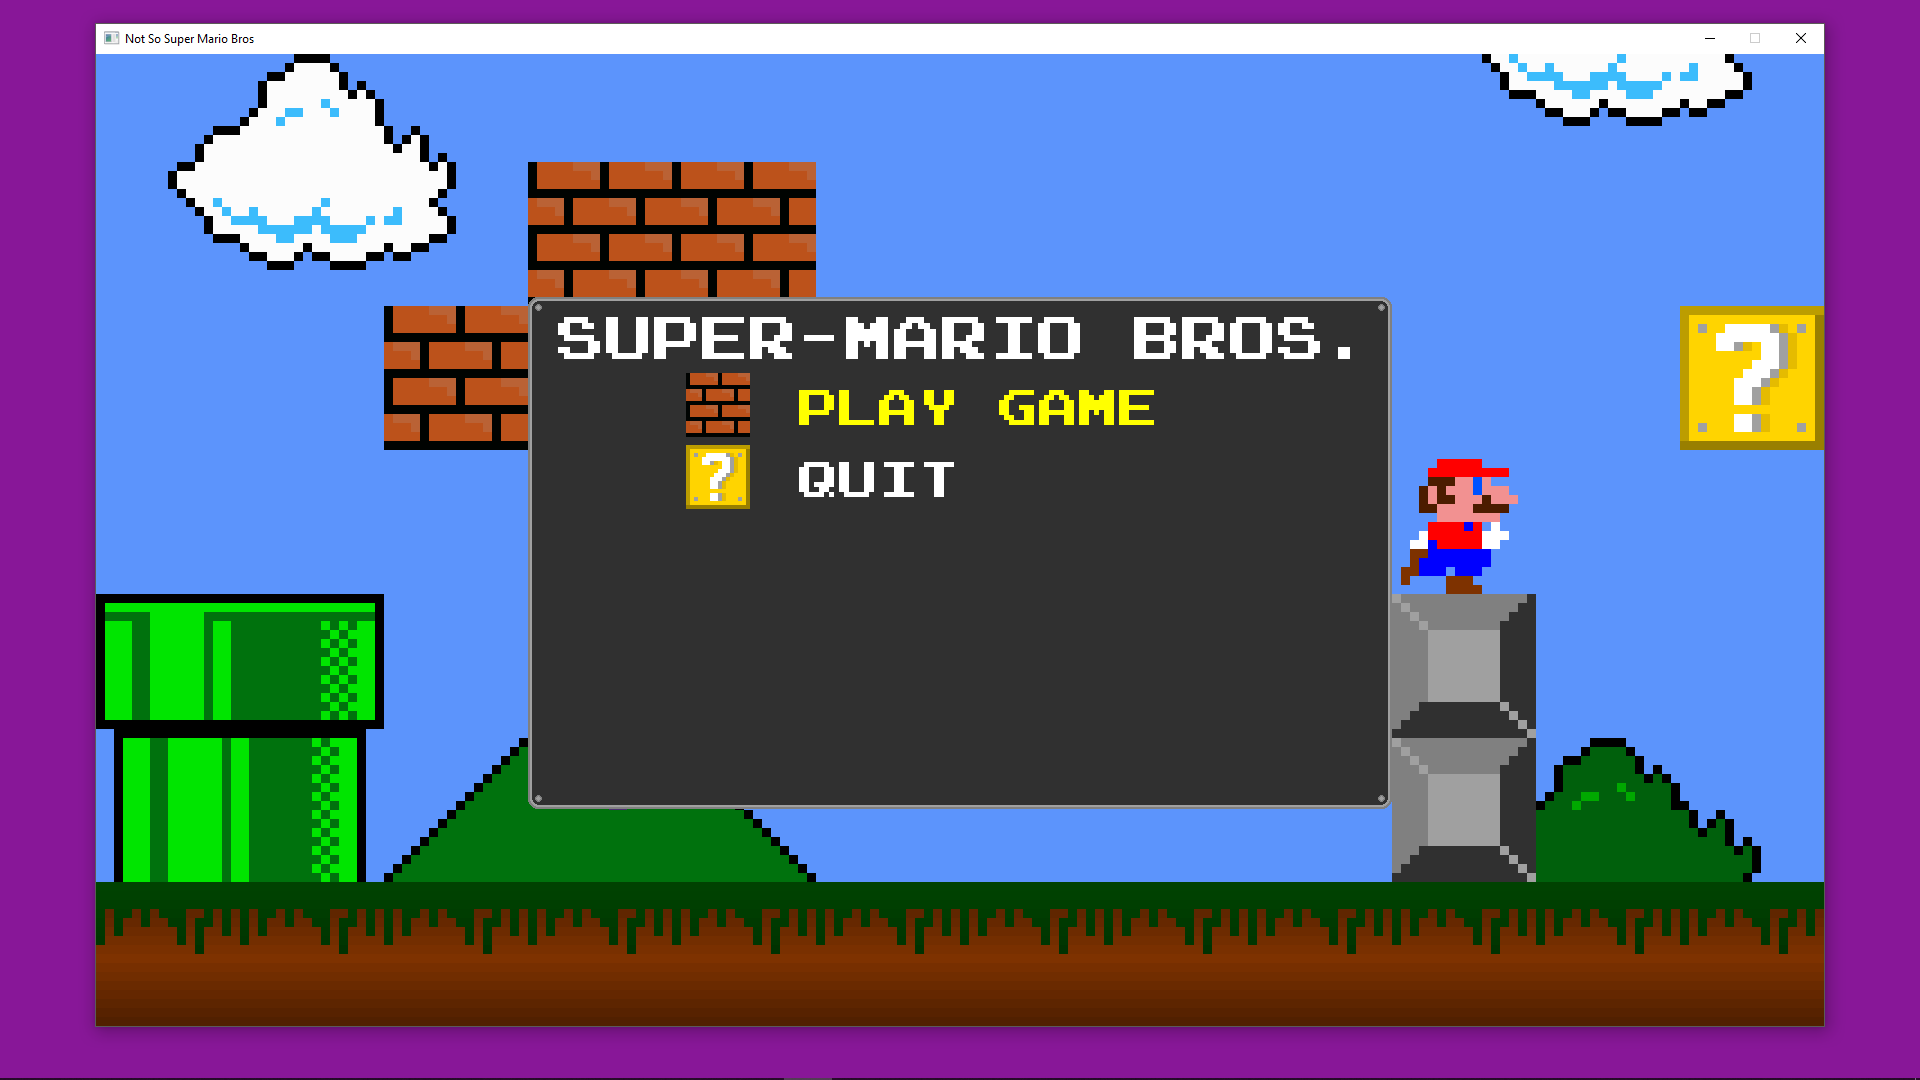 Not So Super Mario Bros
SUPER-MARIO BROS.
PLAY GAME
? QUIT
?